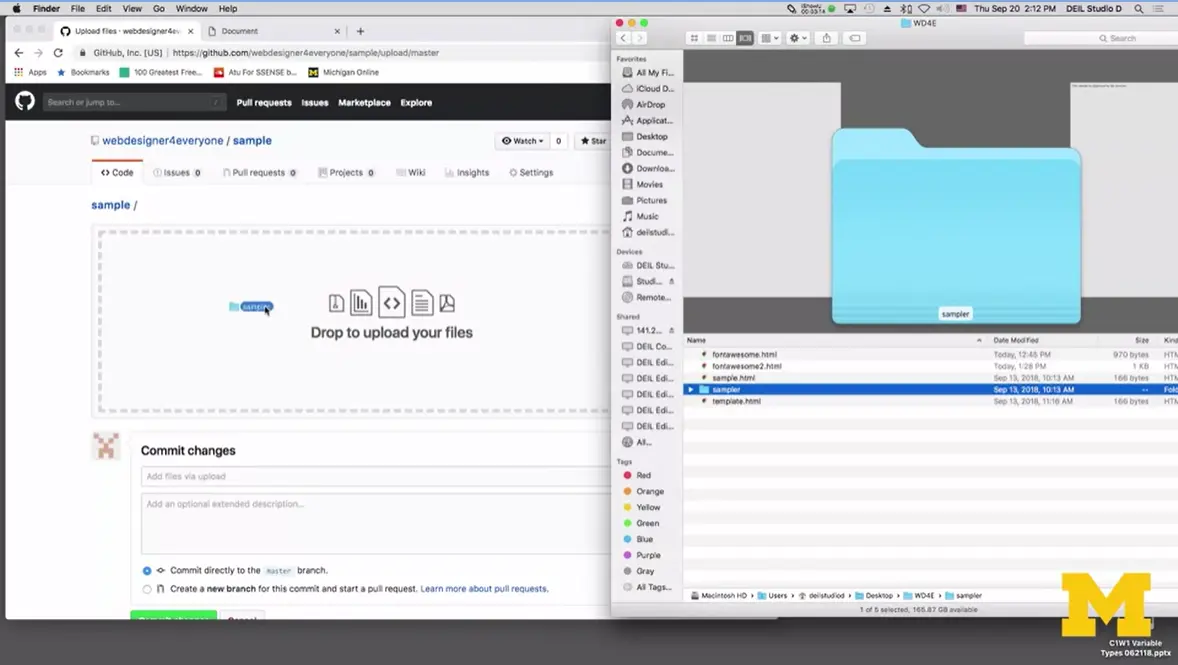 Finder File Edit View Go Window Help
00:33:14
Thu Sep 20 2:12 PM DEIL Studio D
Upload files · webdesigner4ev
Document
GitHub, Inc. [US] https://github.com/webdesigner4everyone/sample/upload/master
Apps Bookmarks 100 Greatest Free... Atu For SSENSE b... Michigan Online
Search or jump to... / Pull requests Issues Marketplace Explore
webdesigner4everyone / sample
Watch 0 Star
Code Issues 0 Pull requests 0 Projects 0 Wiki Insights Settings
sample /
sampler
Drop to upload your files
Commit changes
Add files via upload
Add an optional extended description...
Commit directly to the master branch.
Create a new branch for this commit and start a pull request. Learn more about pull requests.
Commit changes Cancel
WD4E
Search
Favorites
All My Fi...
iCloud D...
AirDrop
Applicat...
Desktop
Docume...
Downloa...
Movies
Pictures
Music
deilstudi...
Devices
DEIL Stu...
Studi...
Remote...
Shared
141.2...
DEIL Co...
DEIL Edi...
DEIL Edi...
DEIL Edi...
DEIL Edi...
DEIL Edi...
All...
Tags
Red
Orange
Yellow
Green
Blue
Purple
Gray
All Tags...
sampler
Name Date Modified Size Kind
fontawesome.html Today, 12:45 PM 970 bytes HTM
fontawesome2.html Today, 1:28 PM 1 KB HTM
sample.html Sep 13, 2018, 10:13 AM 166 bytes HTM
sampler Sep 13, 2018, 10:13 AM -- Fold
template.html Sep 13, 2018, 11:16 AM 166 bytes HTM
Macintosh HD › Users › deilstudiod › Desktop › WD4E › sampler
1 of 5 selected, 165.87 GB available
M
C1W1 Variable
Types 062118.pptx